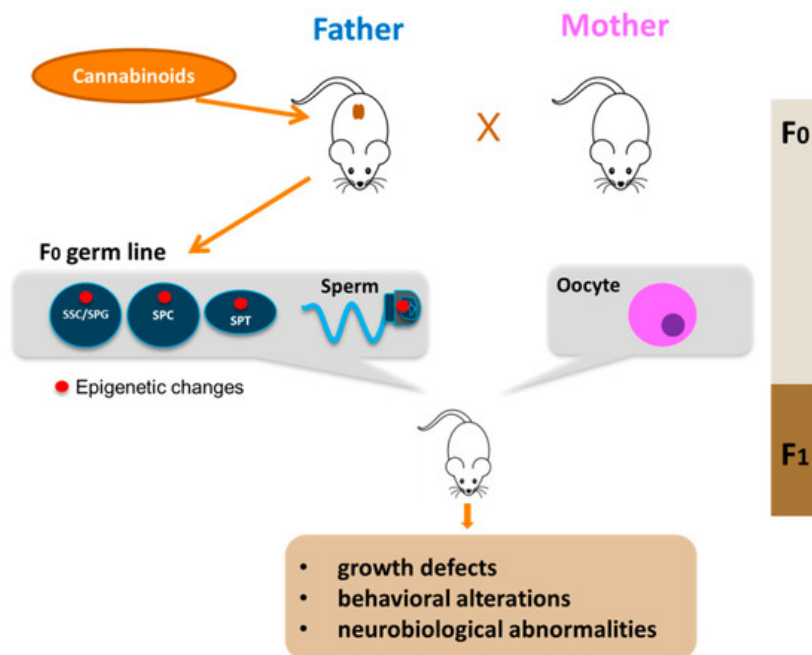 Father
Mother
Cannabinoids
X
F0
F0 germ line
SSC/SPG
SPC
SPT
Sperm
Oocyte
Epigenetic changes
F1
• growth defects
• behavioral alterations
• neurobiological abnormalities